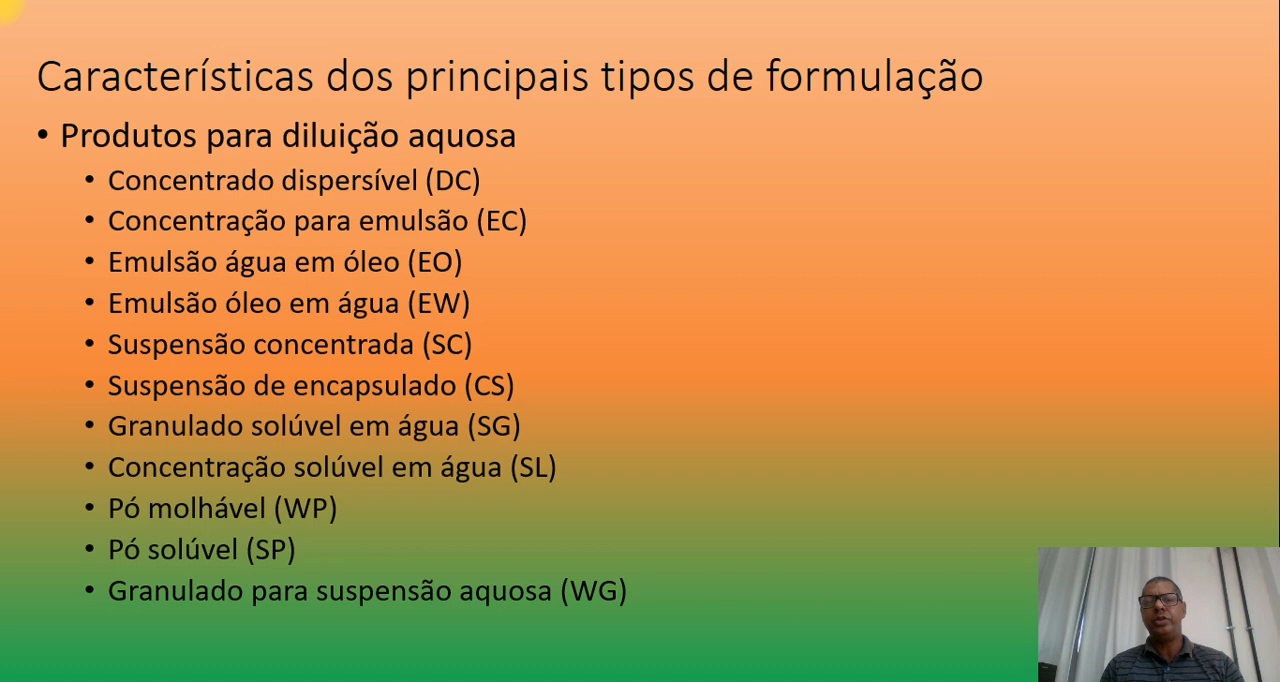 Características dos principais tipos de formulação
• Produtos para diluição aquosa
• Concentrado dispersível (DC)
• Concentração para emulsão (EC)
• Emulsão água em óleo (EO)
• Emulsão óleo em água (EW)
• Suspensão concentrada (SC)
• Suspensão de encapsulado (CS)
• Granulado solúvel em água (SG)
• Concentração solúvel em água (SL)
• Pó molhável (WP)
• Pó solúvel (SP)
• Granulado para suspensão aquosa (WG)